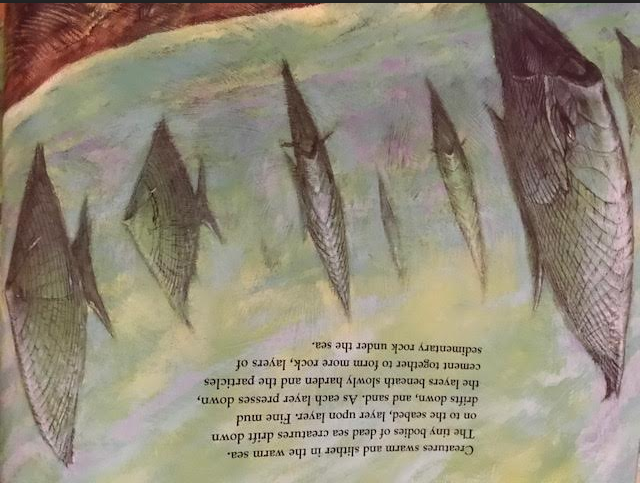 Creatures swarm and slither in the warm sea.
The tiny bodies of dead sea creatures drift down
on to the seabed, layer upon layer. Fine mud
drifts down, and sand. As each layer presses down,
the layers beneath slowly harden and the particles
cement together to form more rock, layers of
sedimentary rock under the sea.